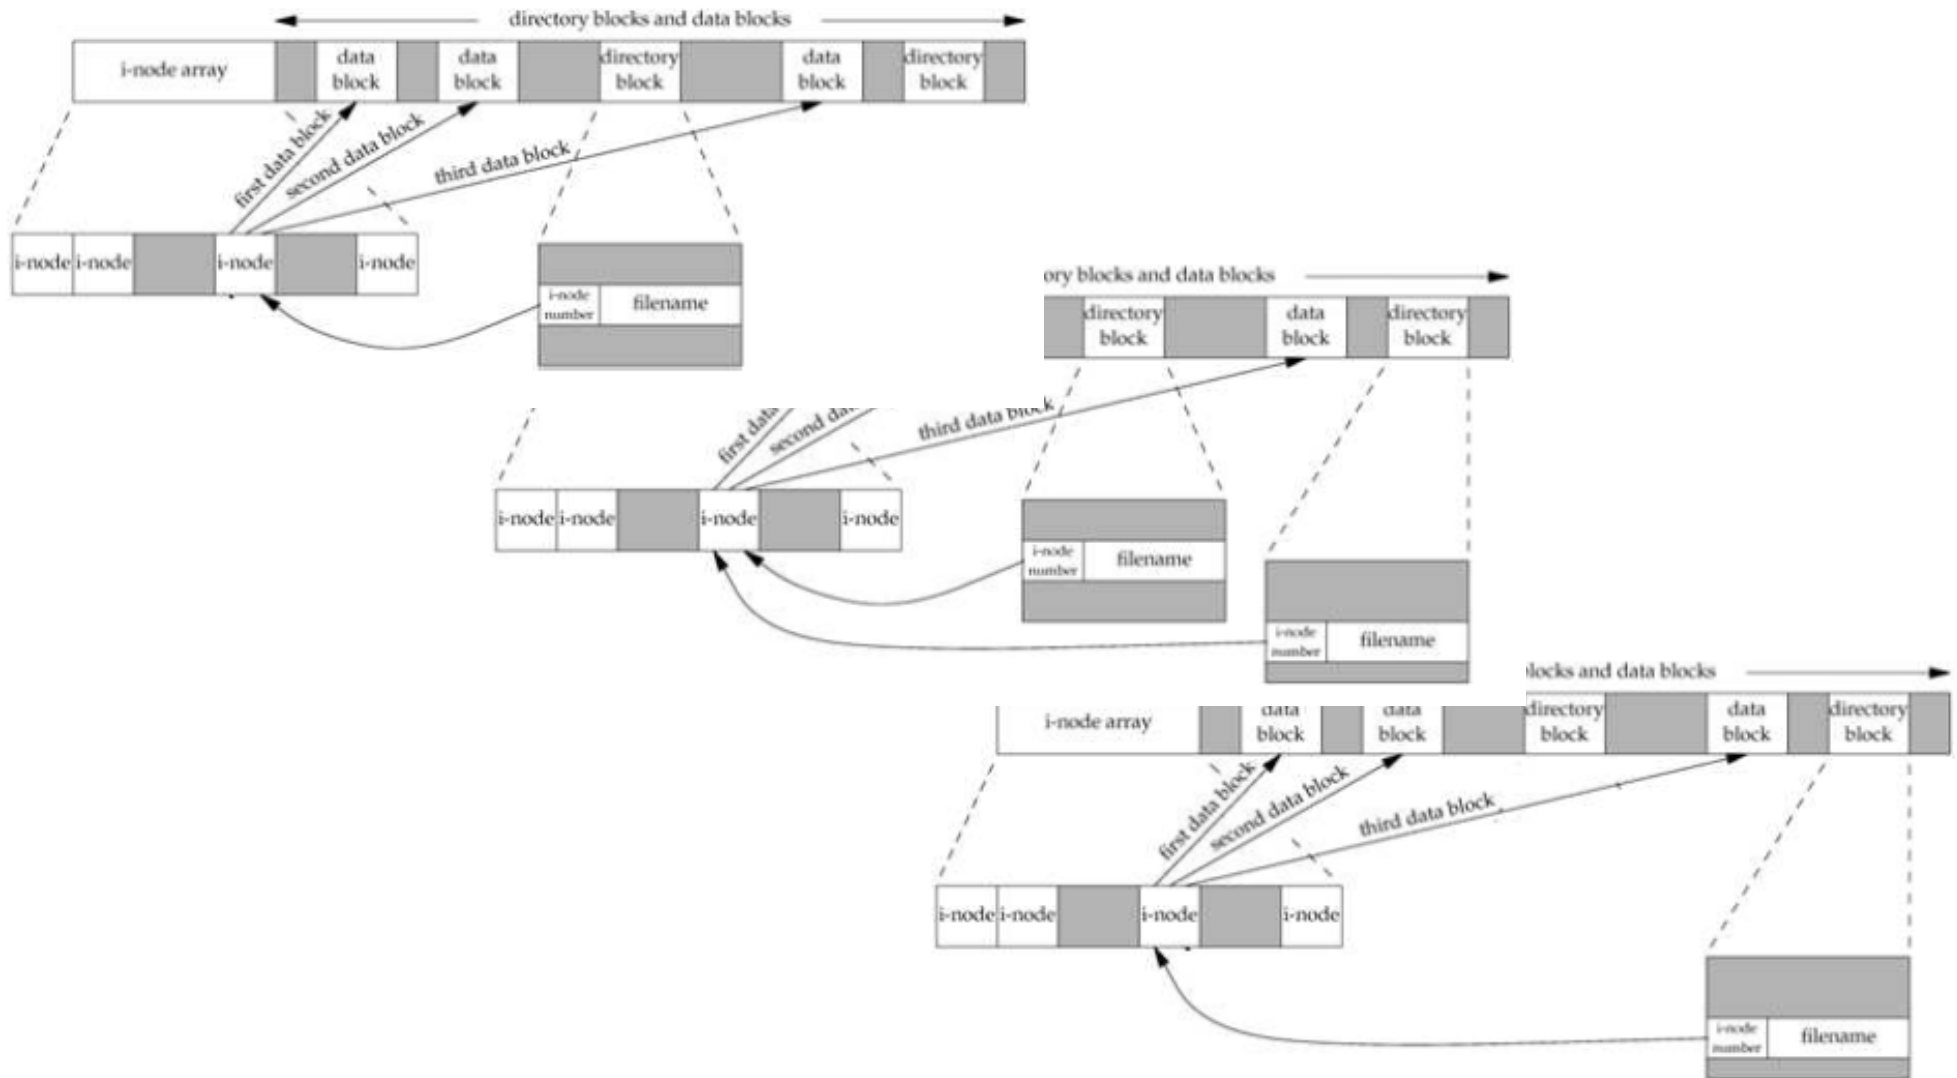 directory blocks and data blocks
i-node array
data
block
data
block
directory
block
data
block
directory
block
first data block
second data block
third data block
i-node
i-node
i-node
i-node
i-node
number
filename
ory blocks and data blocks
directory
block
data
block
directory
block
first data
second
third data block
i-node
i-node
i-node
i-node
i-node
number
filename
i-node
number
filename
blocks and data blocks
i-node array
data
block
data
block
directory
block
data
block
directory
block
first data block
second data block
third data block
i-node
i-node
i-node
i-node
i-node
number
filename